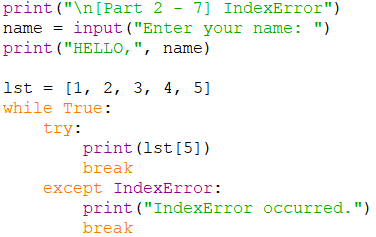 print("\n[Part 2 - 7] IndexError")
name = input("Enter your name: ")
print("HELLO,", name)

lst = [1, 2, 3, 4, 5]
while True:
    try:
        print(lst[5])
        break
    except IndexError:
        print("IndexError occurred.")
        break